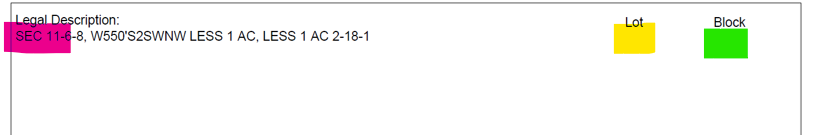 Legal Description:
Lot
Block
SEC 11-6-8, W550'S2SWNW LESS 1 AC, LESS 1 AC 2-18-1